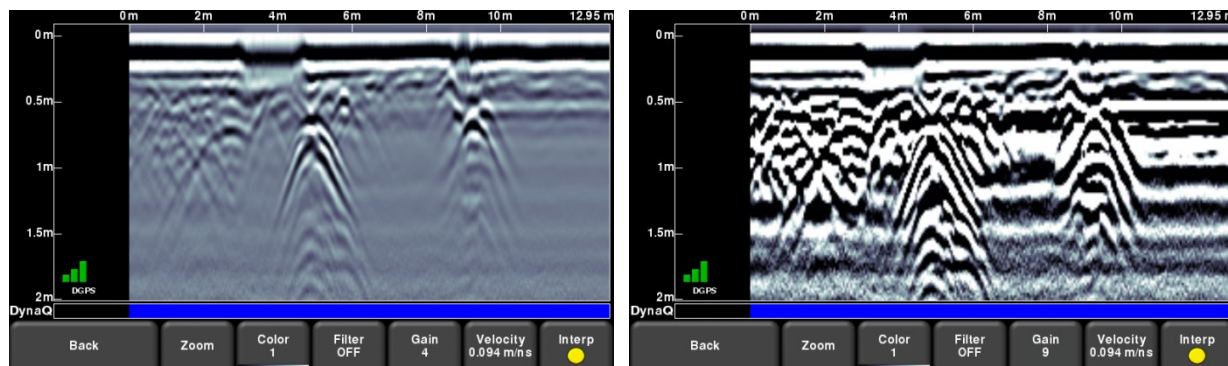 0m 2m 4m 6m 8m 10m 12.95 m
0m
0.5m
1m
1.5m
2m
DGPS
DynaQ
Back
Zoom
Color
1
Filter
OFF
Gain
4
Velocity
0.094 m/ns
Interp
0m 2m 4m 6m 8m 10m 12.95 m
0m
0.5m
1m
1.5m
2m
DGPS
DynaQ
Back
Zoom
Color
1
Filter
OFF
Gain
9
Velocity
0.094 m/ns
Interp